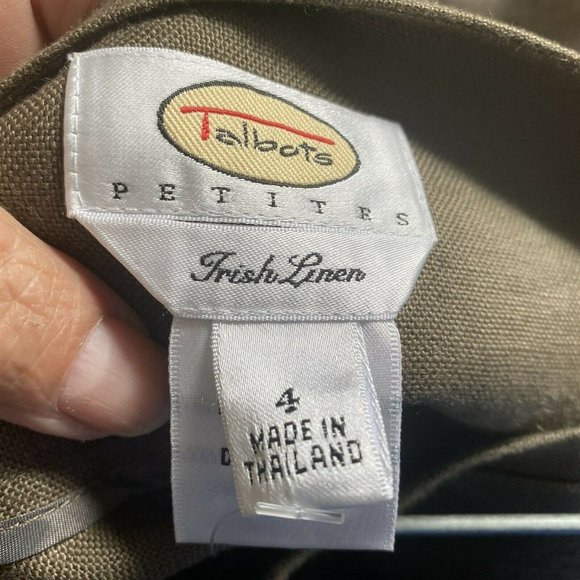 Talbots
PETITES
Irish Linen
4
MADE IN
THAILAND